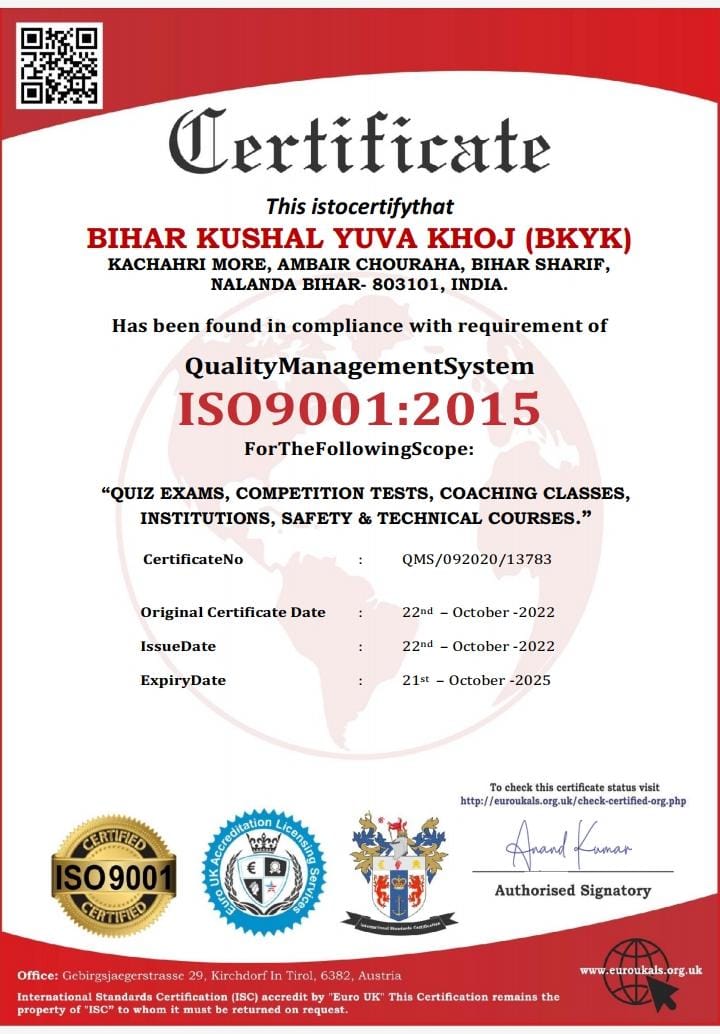 Certificate
This istocertifythat
BIHAR KUSHAL YUVA KHOJ (BKYK)
KACHAHRI MORE, AMBAIR CHOURAHA, BIHAR SHARIF,
NALANDA BIHAR- 803101, INDIA.
Has been found in compliance with requirement of
QualityManagementSystem
ISO9001:2015
ForTheFollowingScope:
“QUIZ EXAMS, COMPETITION TESTS, COACHING CLASSES,
INSTITUTIONS, SAFETY & TECHNICAL COURSES.”
CertificateNo : QMS/092020/13783
Original Certificate Date : 22nd – October -2022
IssueDate : 22nd – October -2022
ExpiryDate : 21st – October -2025
To check this certificate status visit
http://euroukals.org.uk/check-certified-org.php
Anand Kumar
Authorised Signatory
CERTIFIED
ISO 9001
CERTIFIED
Euro UK Accreditation Licensing Services
International Standards Certification
www.euroukals.org.uk
Office: Gebirgsjaegerstrasse 29, Kirchdorf In Tirol, 6382, Austria
International Standards Certification (ISC) accredit by "Euro UK" This Certification remains the
property of "ISC” to whom it must be returned on request.